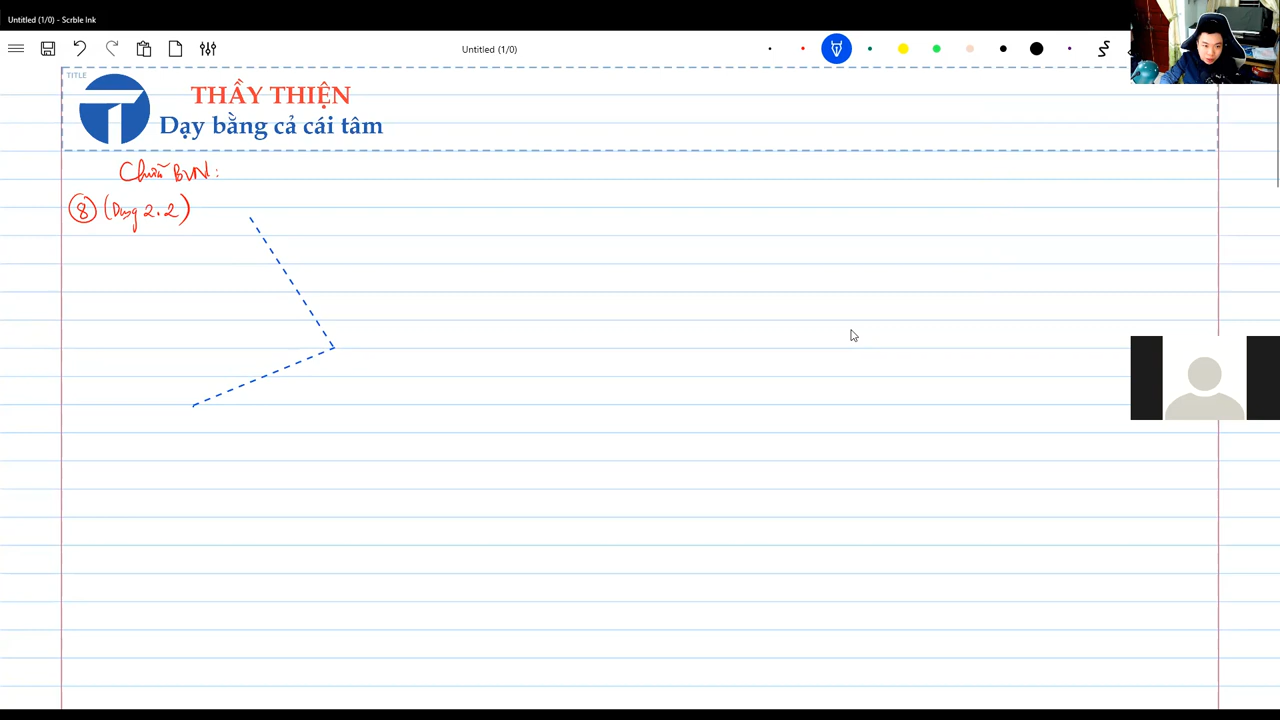 Untitled (1/0) - Scrble Ink
Untitled (1/0)
TITLE
THẦY THIỆN
Dạy bằng cả cái tâm
Chữa BVN:
8 (Dạng 2.2)